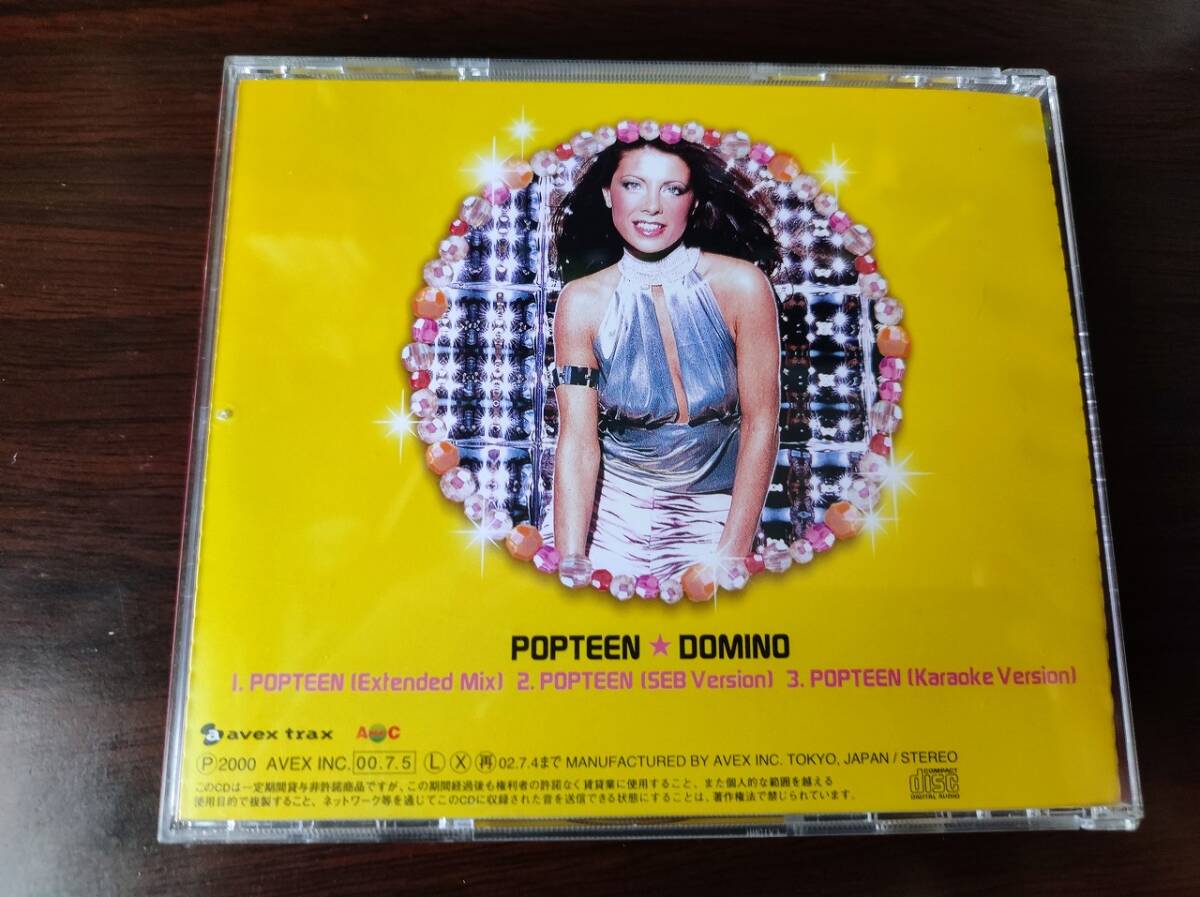 POPTEEN ★ DOMINO
1. POPTEEN (Extended Mix) 2. POPTEEN (SEB Version) 3. POPTEEN (Karaoke Version)
avex trax
Ⓟ2000 AVEX INC. 00.7.5 Ⓛ Ⓧ ㊢02.7.4まで MANUFACTURED BY AVEX INC. TOKYO, JAPAN / STEREO
このCDは一定期間貸与非許諾商品ですが、この期間経過後も権利者の許諾なく賃貸業に使用すること、また個人的な範囲を越える
使用目的で複製すること、ネットワーク等を通じてこのCDに収録された音を送信できる状態にすることは、著作権法で禁じられています。
COMPACT
disc
DIGITAL AUDIO